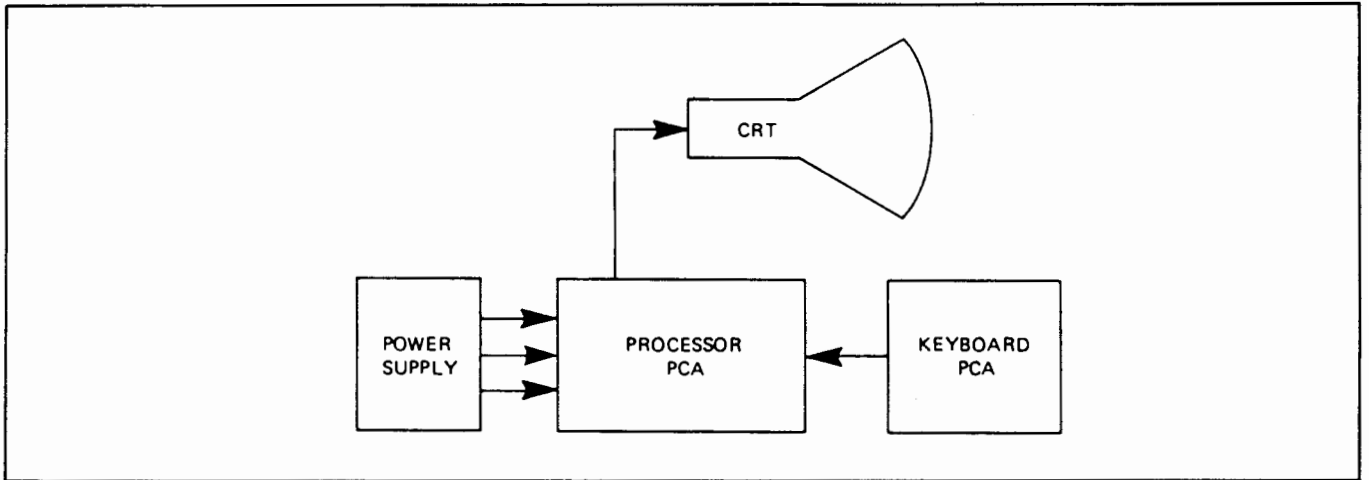 CRT
POWER
SUPPLY
PROCESSOR
PCA
KEYBOARD
PCA